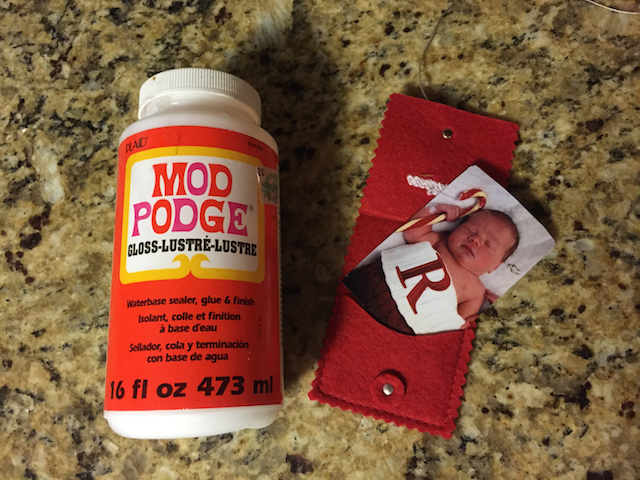 PLAID
MOD
PODGE®
GLOSS-LUSTRÉ-LUSTRE
Waterbase sealer, glue & finish
Isolant, colle et finition
à base d'eau
Sellador, cola y terminación
con base de agua
16 fl oz 473 ml
R